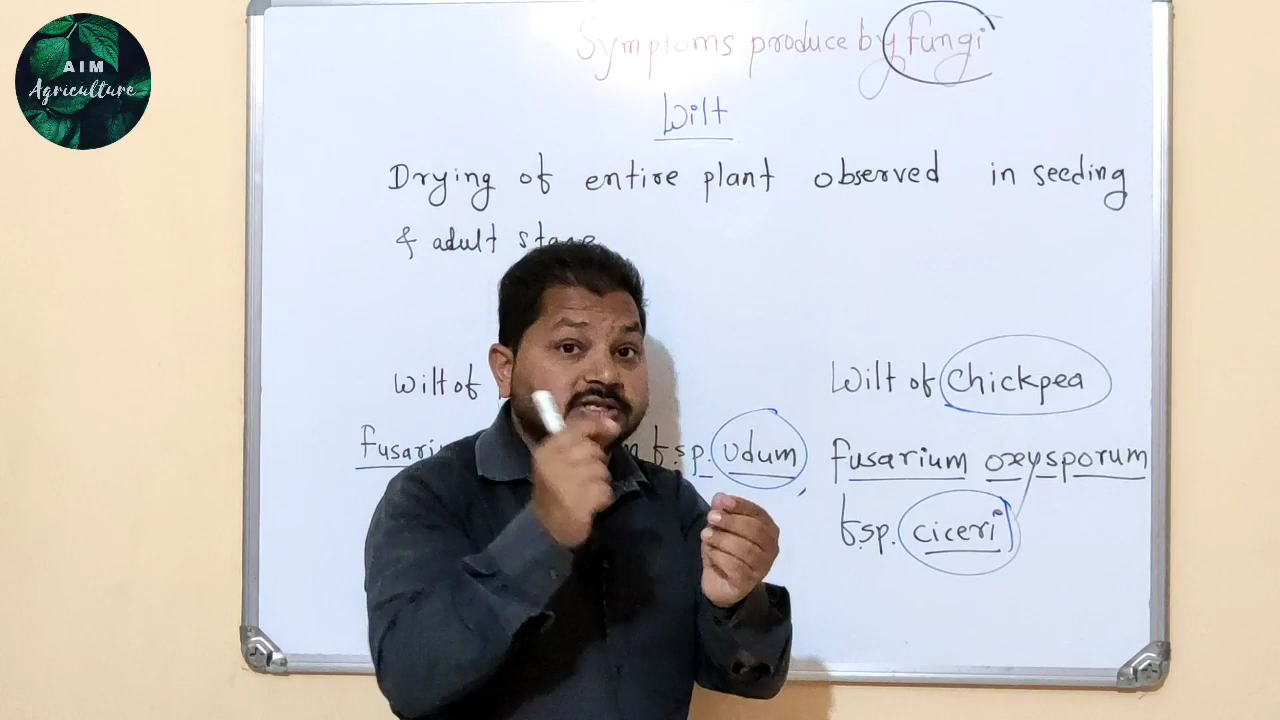 AIM
Agriculture
Symptoms produce by fungi
Wilt
Drying of entire plant observed in seeding
& adult stage
Wilt of
Wilt of chickpea
f.sp. udum,
fusarium oxysporum
f.sp. ciceri